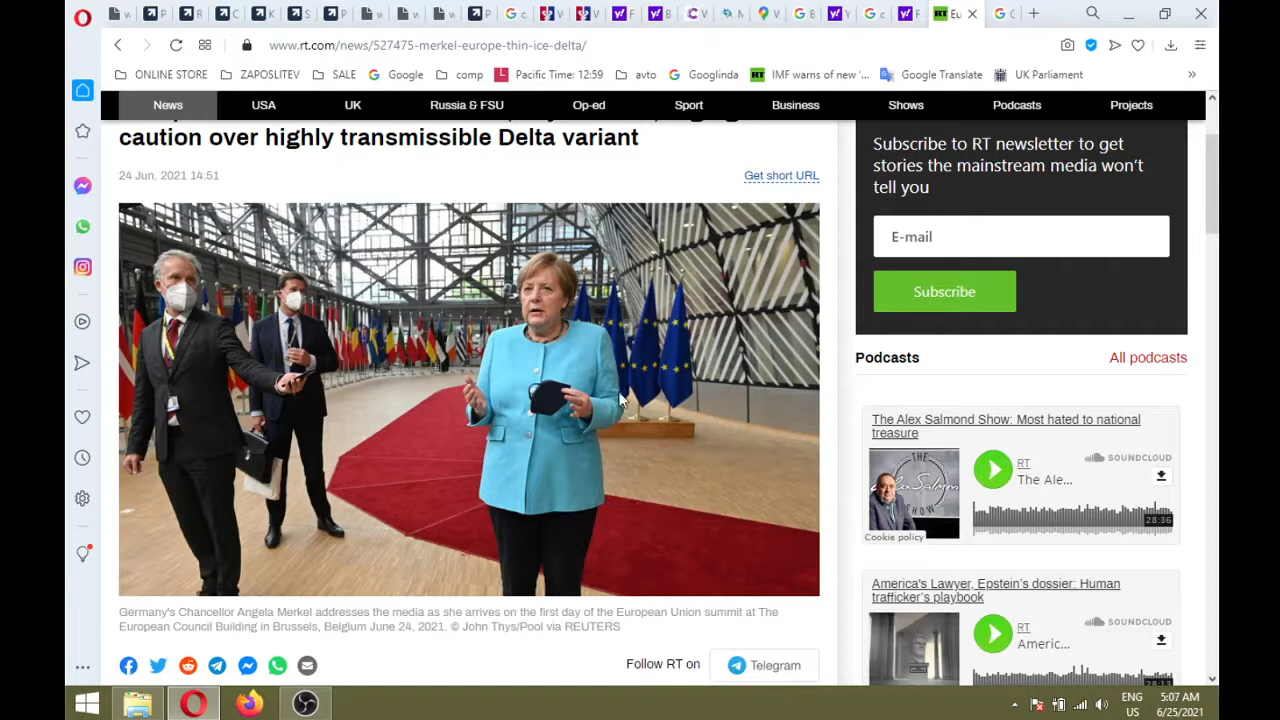 www.rt.com/news/527475-merkel-europe-thin-ice-delta/
ONLINE STORE
ZAPOSLITEV
SALE
Google
comp
Pacific Time: 12:59
avto
Googlinda
IMF warns of new '...
Google Translate
UK Parliament
News
USA
UK
Russia & FSU
Op-ed
Sport
Business
Shows
Podcasts
Projects
caution over highly transmissible Delta variant
24 Jun, 2021 14:51
Get short URL
Germany's Chancellor Angela Merkel addresses the media as she arrives on the first day of the European Union summit at The
European Council Building in Brussels, Belgium June 24, 2021. © John Thys/Pool via REUTERS
Follow RT on
Telegram
Subscribe to RT newsletter to get
stories the mainstream media won't
tell you
E-mail
Subscribe
Podcasts
All podcasts
The Alex Salmond Show: Most hated to national
treasure
SOUNDCLOUD
RT
The Ale...
28:36
THE
Alex Salmond
SHOW
Cookie policy
America's Lawyer, Epstein's dossier: Human
trafficker's playbook
SOUNDCLOUD
RT
Americ...
28:13
ENG
US
5:07 AM
6/25/2021